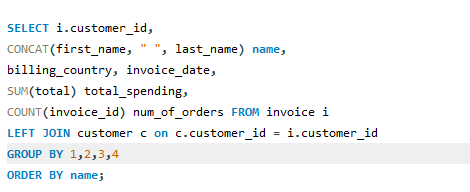 SELECT i.customer_id,
CONCAT(first_name, " ", last_name) name,
billing_country, invoice_date,
SUM(total) total_spending,
COUNT(invoice_id) num_of_orders FROM invoice i
LEFT JOIN customer c on c.customer_id = i.customer_id
GROUP BY 1,2,3,4
ORDER BY name;